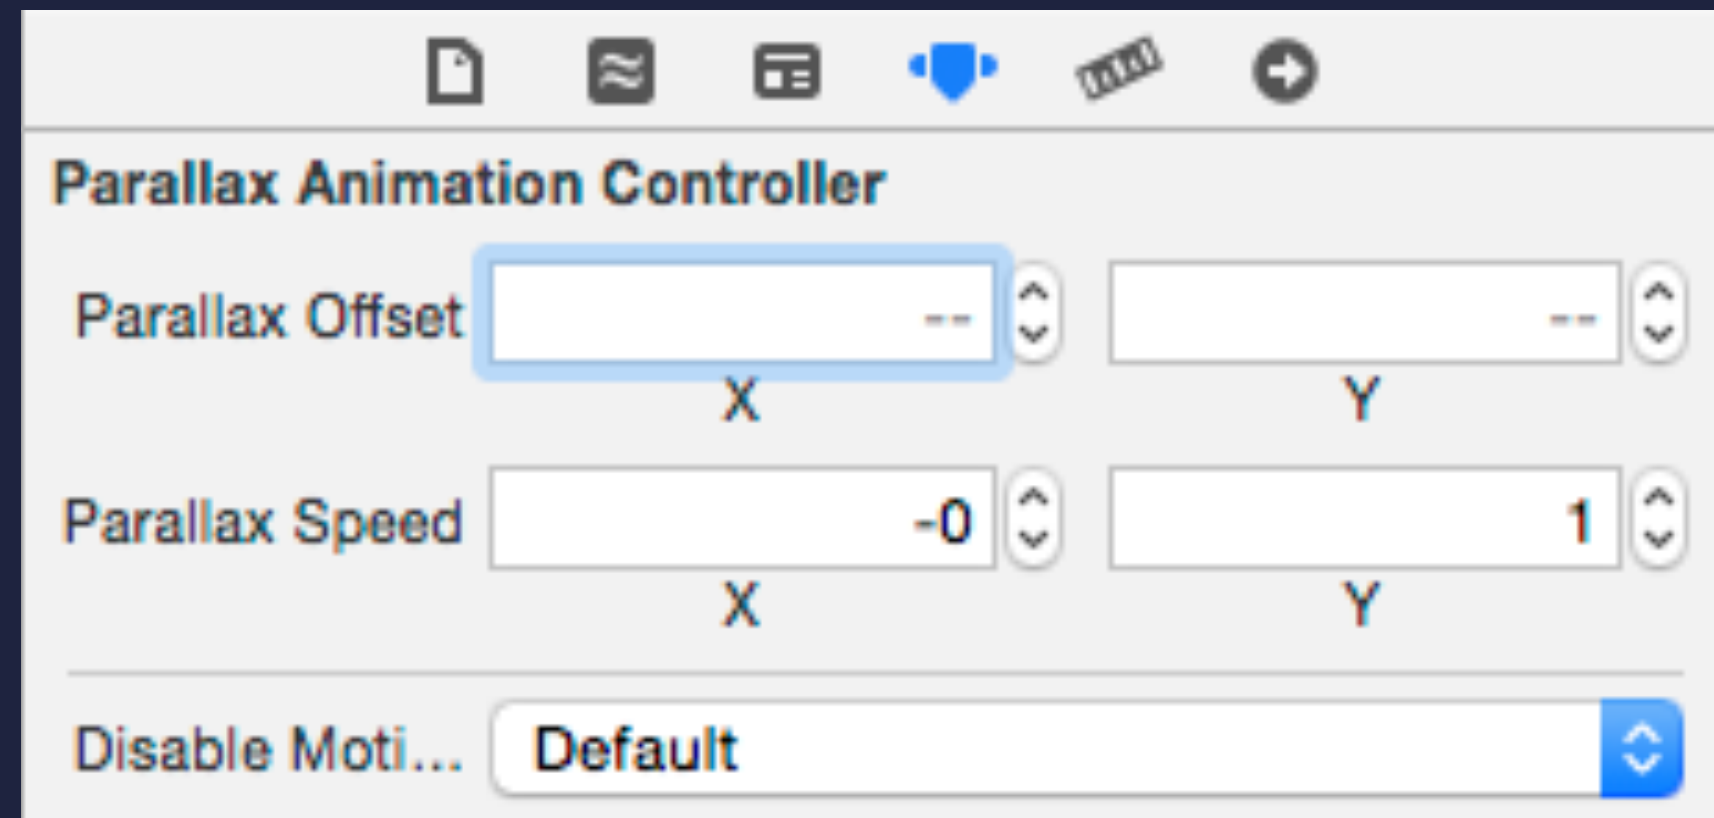 Parallax Animation Controller
Parallax Offset -- --
X Y
Parallax Speed -0 1
X Y
Disable Moti... Default